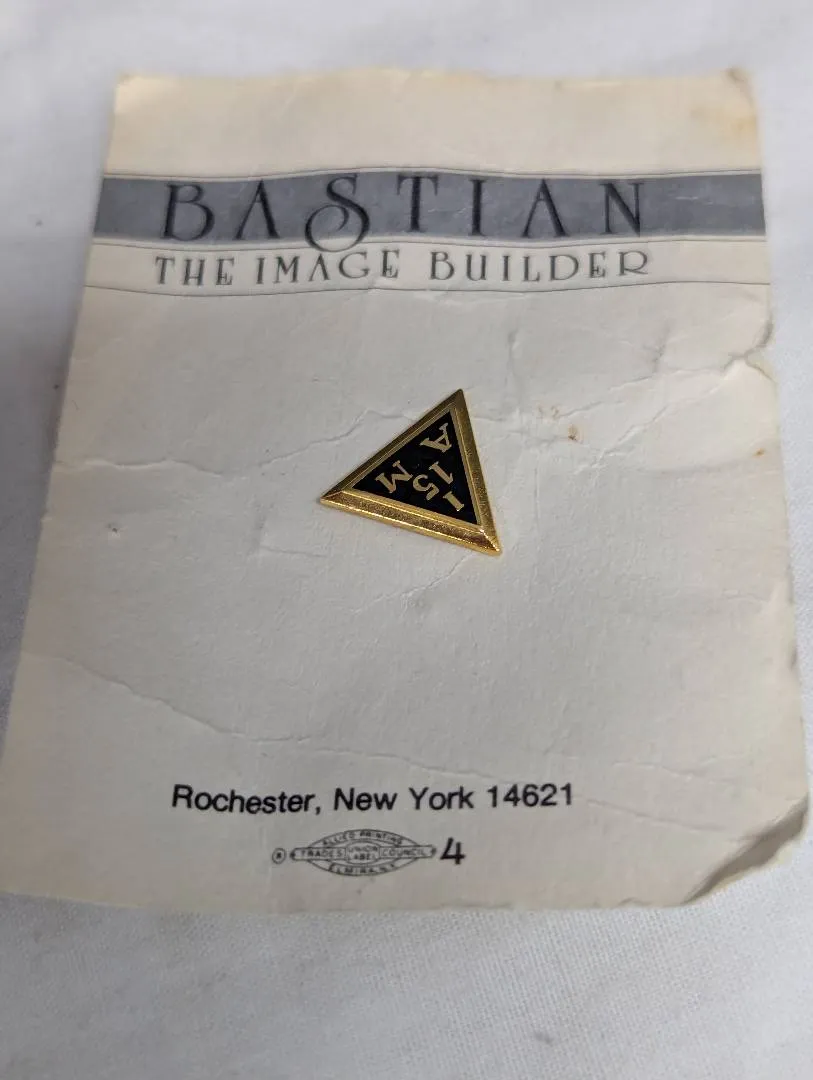 BASTIAN
THE IMAGE BUILDER
A
15
I M
Rochester, New York 14621
® ALLIED PRINTING
TRADES UNION LABEL COUNCIL 4
ELMIRA, N.Y.